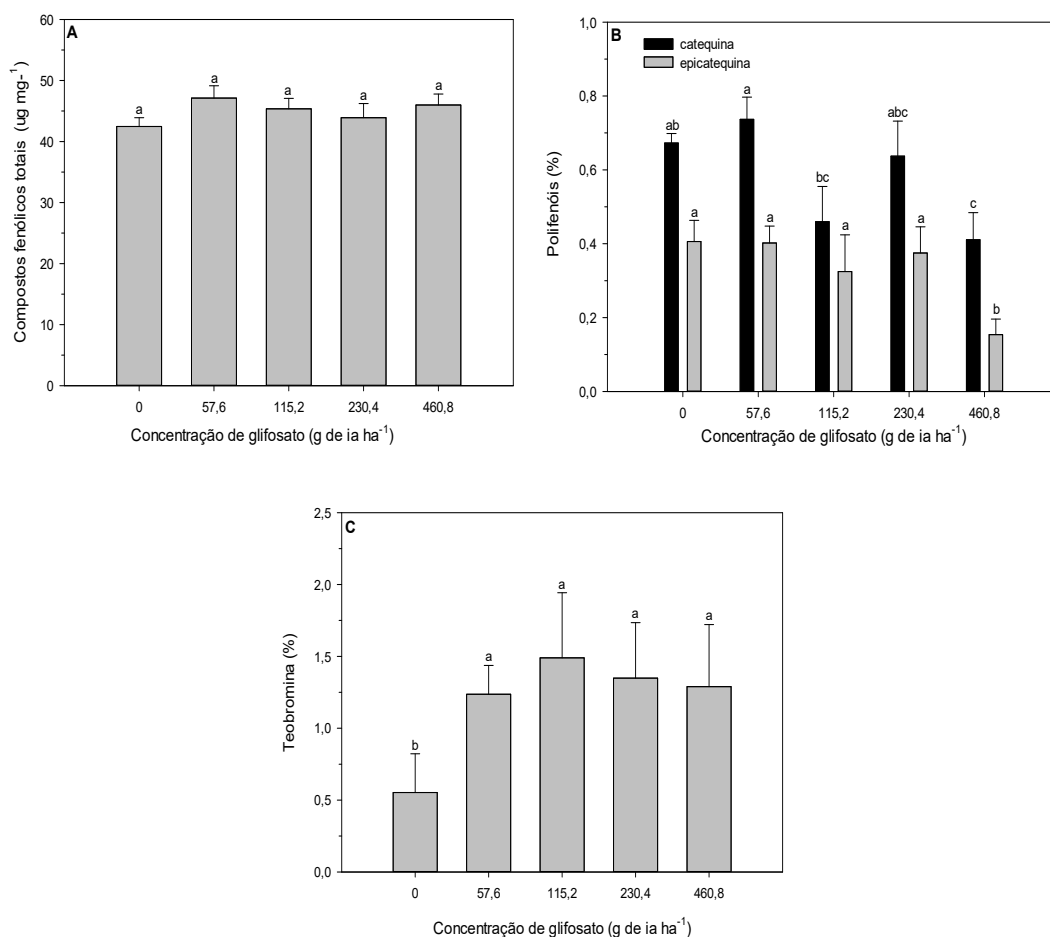 A
Compostos fenólicos totais (ug mg-¹)
60
50
40
30
20
10
0
a
a
a
a
a
0
57,6
115,2
230,4
460,8
Concentração de glifosato (g de ia ha⁻¹)
B
catequina
epicatequina
Polifenóis (%)
1,0
0,8
0,6
0,4
0,2
0,0
ab
a
a
a
bc
a
abc
a
c
b
0
57,6
115,2
230,4
460,8
Concentração de glifosato (g de ia ha⁻¹)
C
Teobromina (%)
2,5
2,0
1,5
1,0
0,5
0,0
b
a
a
a
a
0
57,6
115,2
230,4
460,8
Concentração de glifosato (g de ia ha⁻¹)